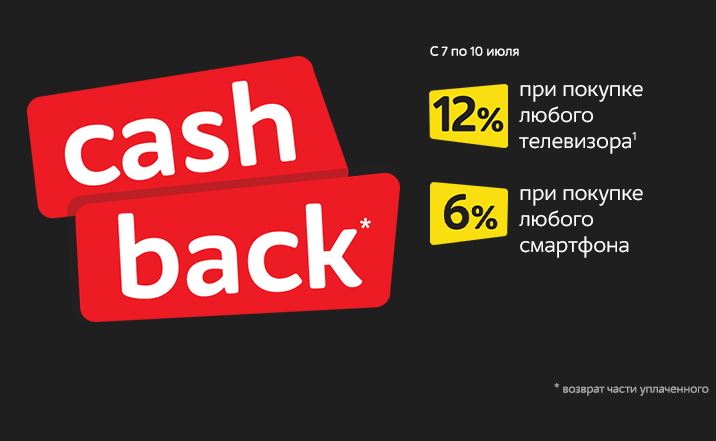 cash
back*
С 7 по 10 июля
12%
при покупке
любого
телевизора¹
6%
при покупке
любого
смартфона
* возврат части уплаченного